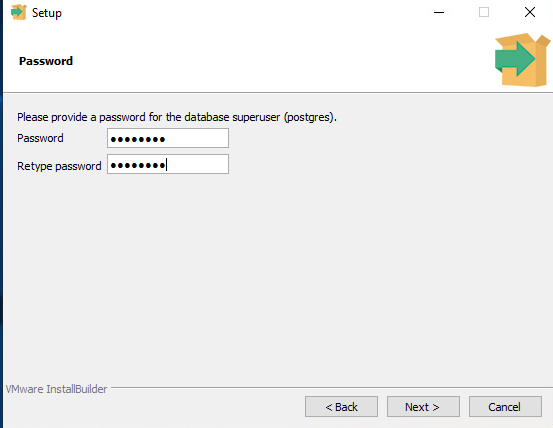 Setup
Password
Please provide a password for the database superuser (postgres).
Password ••••••••
Retype password ••••••••
VMware InstallBuilder
< Back Next > Cancel